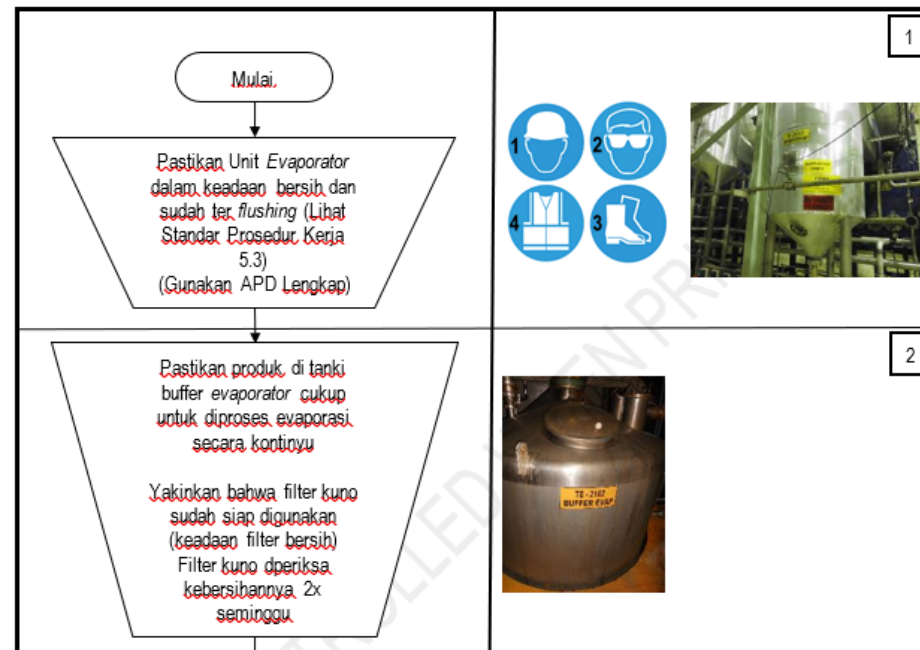 1
Mulai.
Pastikan Unit Evaporator
dalam keadaan bersih dan
sudah ter flushing (Lihat
Standar Prosedur Kerja
5.3)
(Gunakan APD Lengkap)
1
2
4
3
2
Pastikan produk di tanki
buffer evaporator cukup
untuk diproses evaporasi
secara kontinyu
Yakinkan bahwa filter kuno
sudah siap digunakan
(keadaan filter bersih)
Filter kuno dperiksa
kebersihannya 2x
seminggu
TE - 2102
BUFFER EVAP